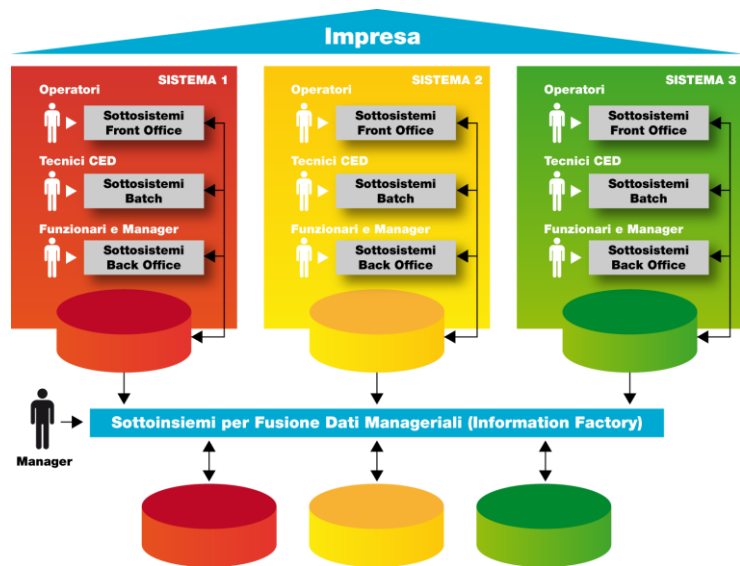 Impresa
SISTEMA 1
Operatori
Sottosistemi
Front Office
Tecnici CED
Sottosistemi
Batch
Funzionari e Manager
Sottosistemi
Back Office
SISTEMA 2
Operatori
Sottosistemi
Front Office
Tecnici CED
Sottosistemi
Batch
Funzionari e Manager
Sottosistemi
Back Office
SISTEMA 3
Operatori
Sottosistemi
Front Office
Tecnici CED
Sottosistemi
Batch
Funzionari e Manager
Sottosistemi
Back Office
Sottoinsiemi per Fusione Dati Manageriali (Information Factory)
Manager